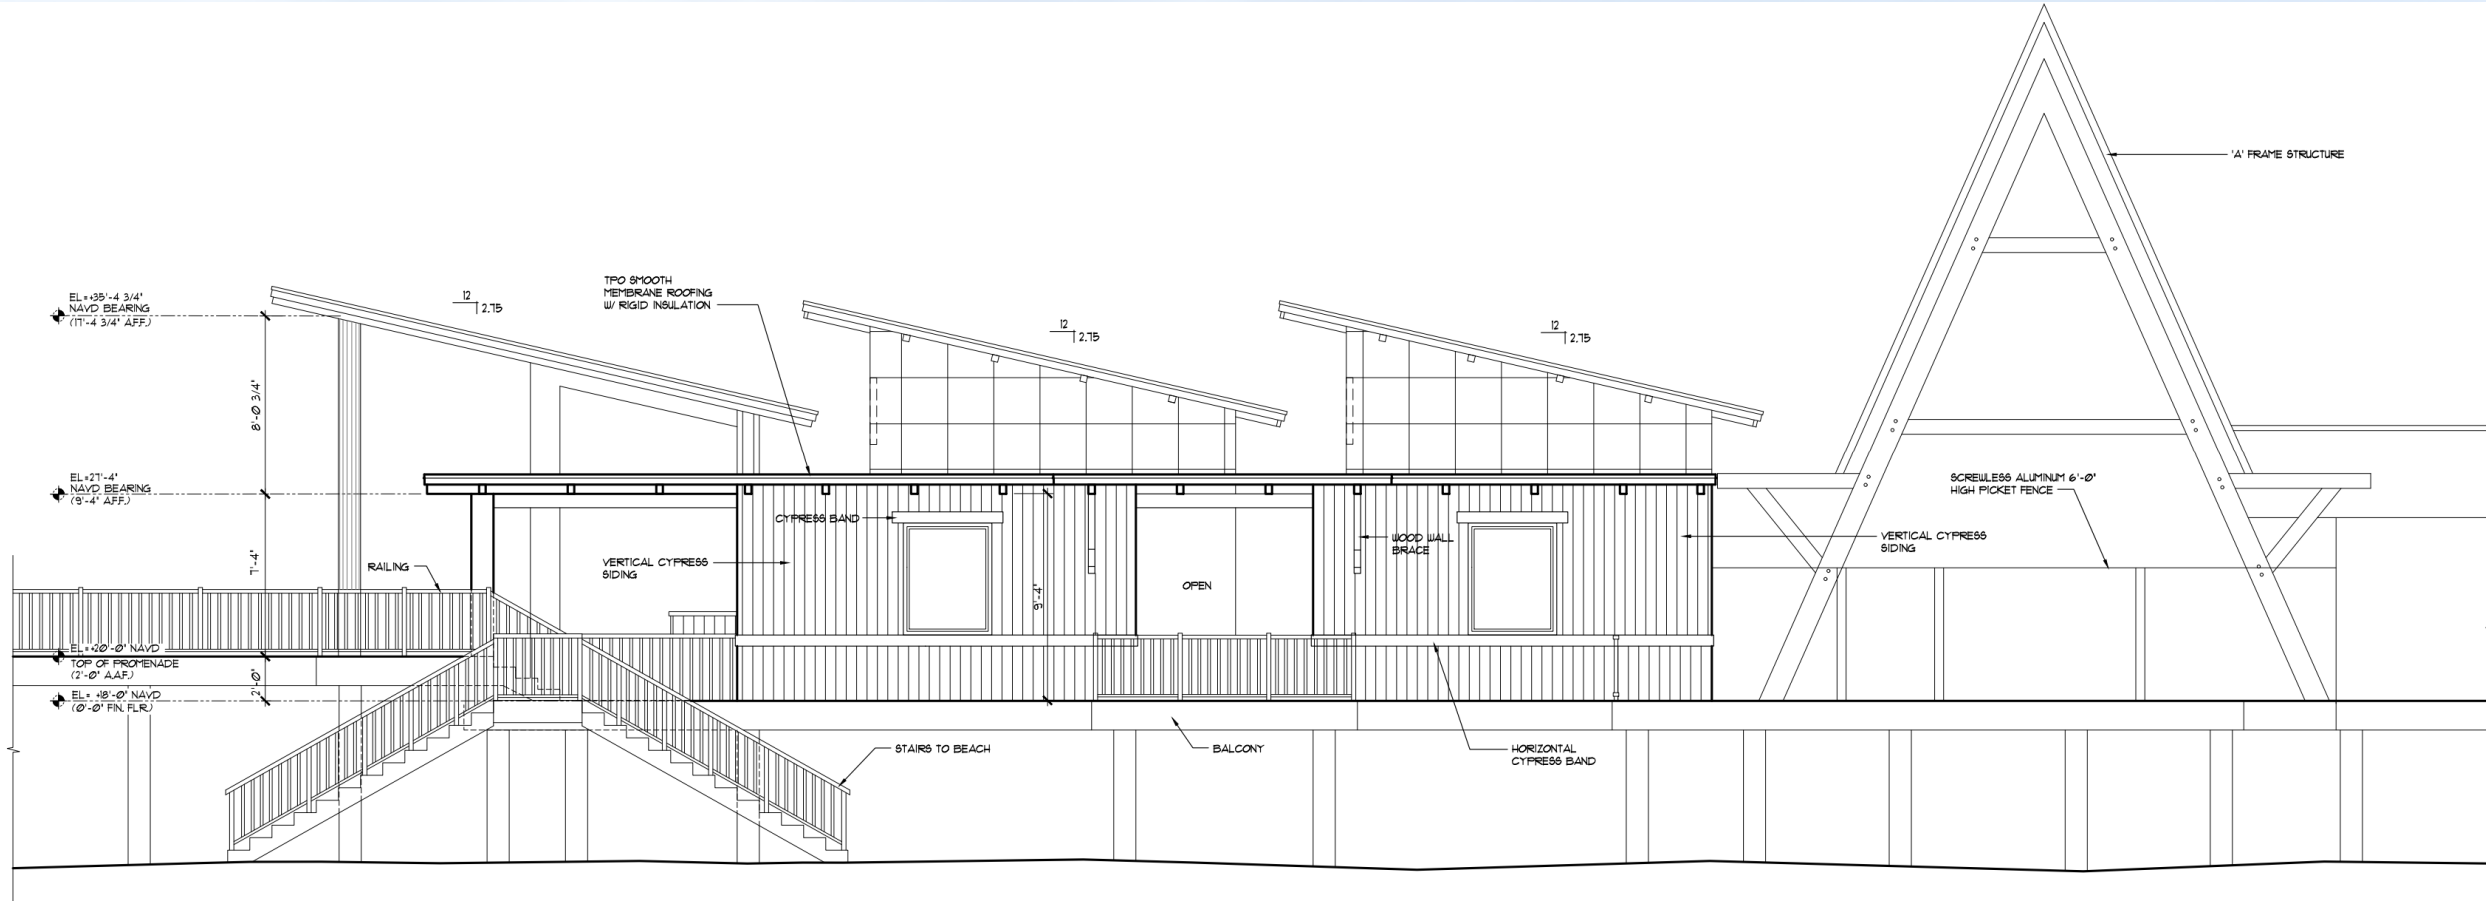 'A' FRAME STRUCTURE
TPO SMOOTH
MEMBRANE ROOFING
W/ RIGID INSULATION
12
2.75
12
2.75
12
2.75
EL=+35'-4 3/4"
NAVD BEARING
(17'-4 3/4" A.F.F.)
8'-0 3/4"
EL=27'-4"
NAVD BEARING
(9'-4" A.F.F.)
SCREWLESS ALUMINUM 6'-0"
HIGH PICKET FENCE
CYPRESS BAND
WOOD WALL
BRACE
VERTICAL CYPRESS
SIDING
VERTICAL CYPRESS
SIDING
RAILING
7'-4"
OPEN
9'-4"
EL=+20'-0" NAVD
TOP OF PROMENADE
(2'-0" A.A.F.)
2'-0"
EL= +18'-0" NAVD
(0'-0" FIN. FLR.)
STAIRS TO BEACH
BALCONY
HORIZONTAL
CYPRESS BAND